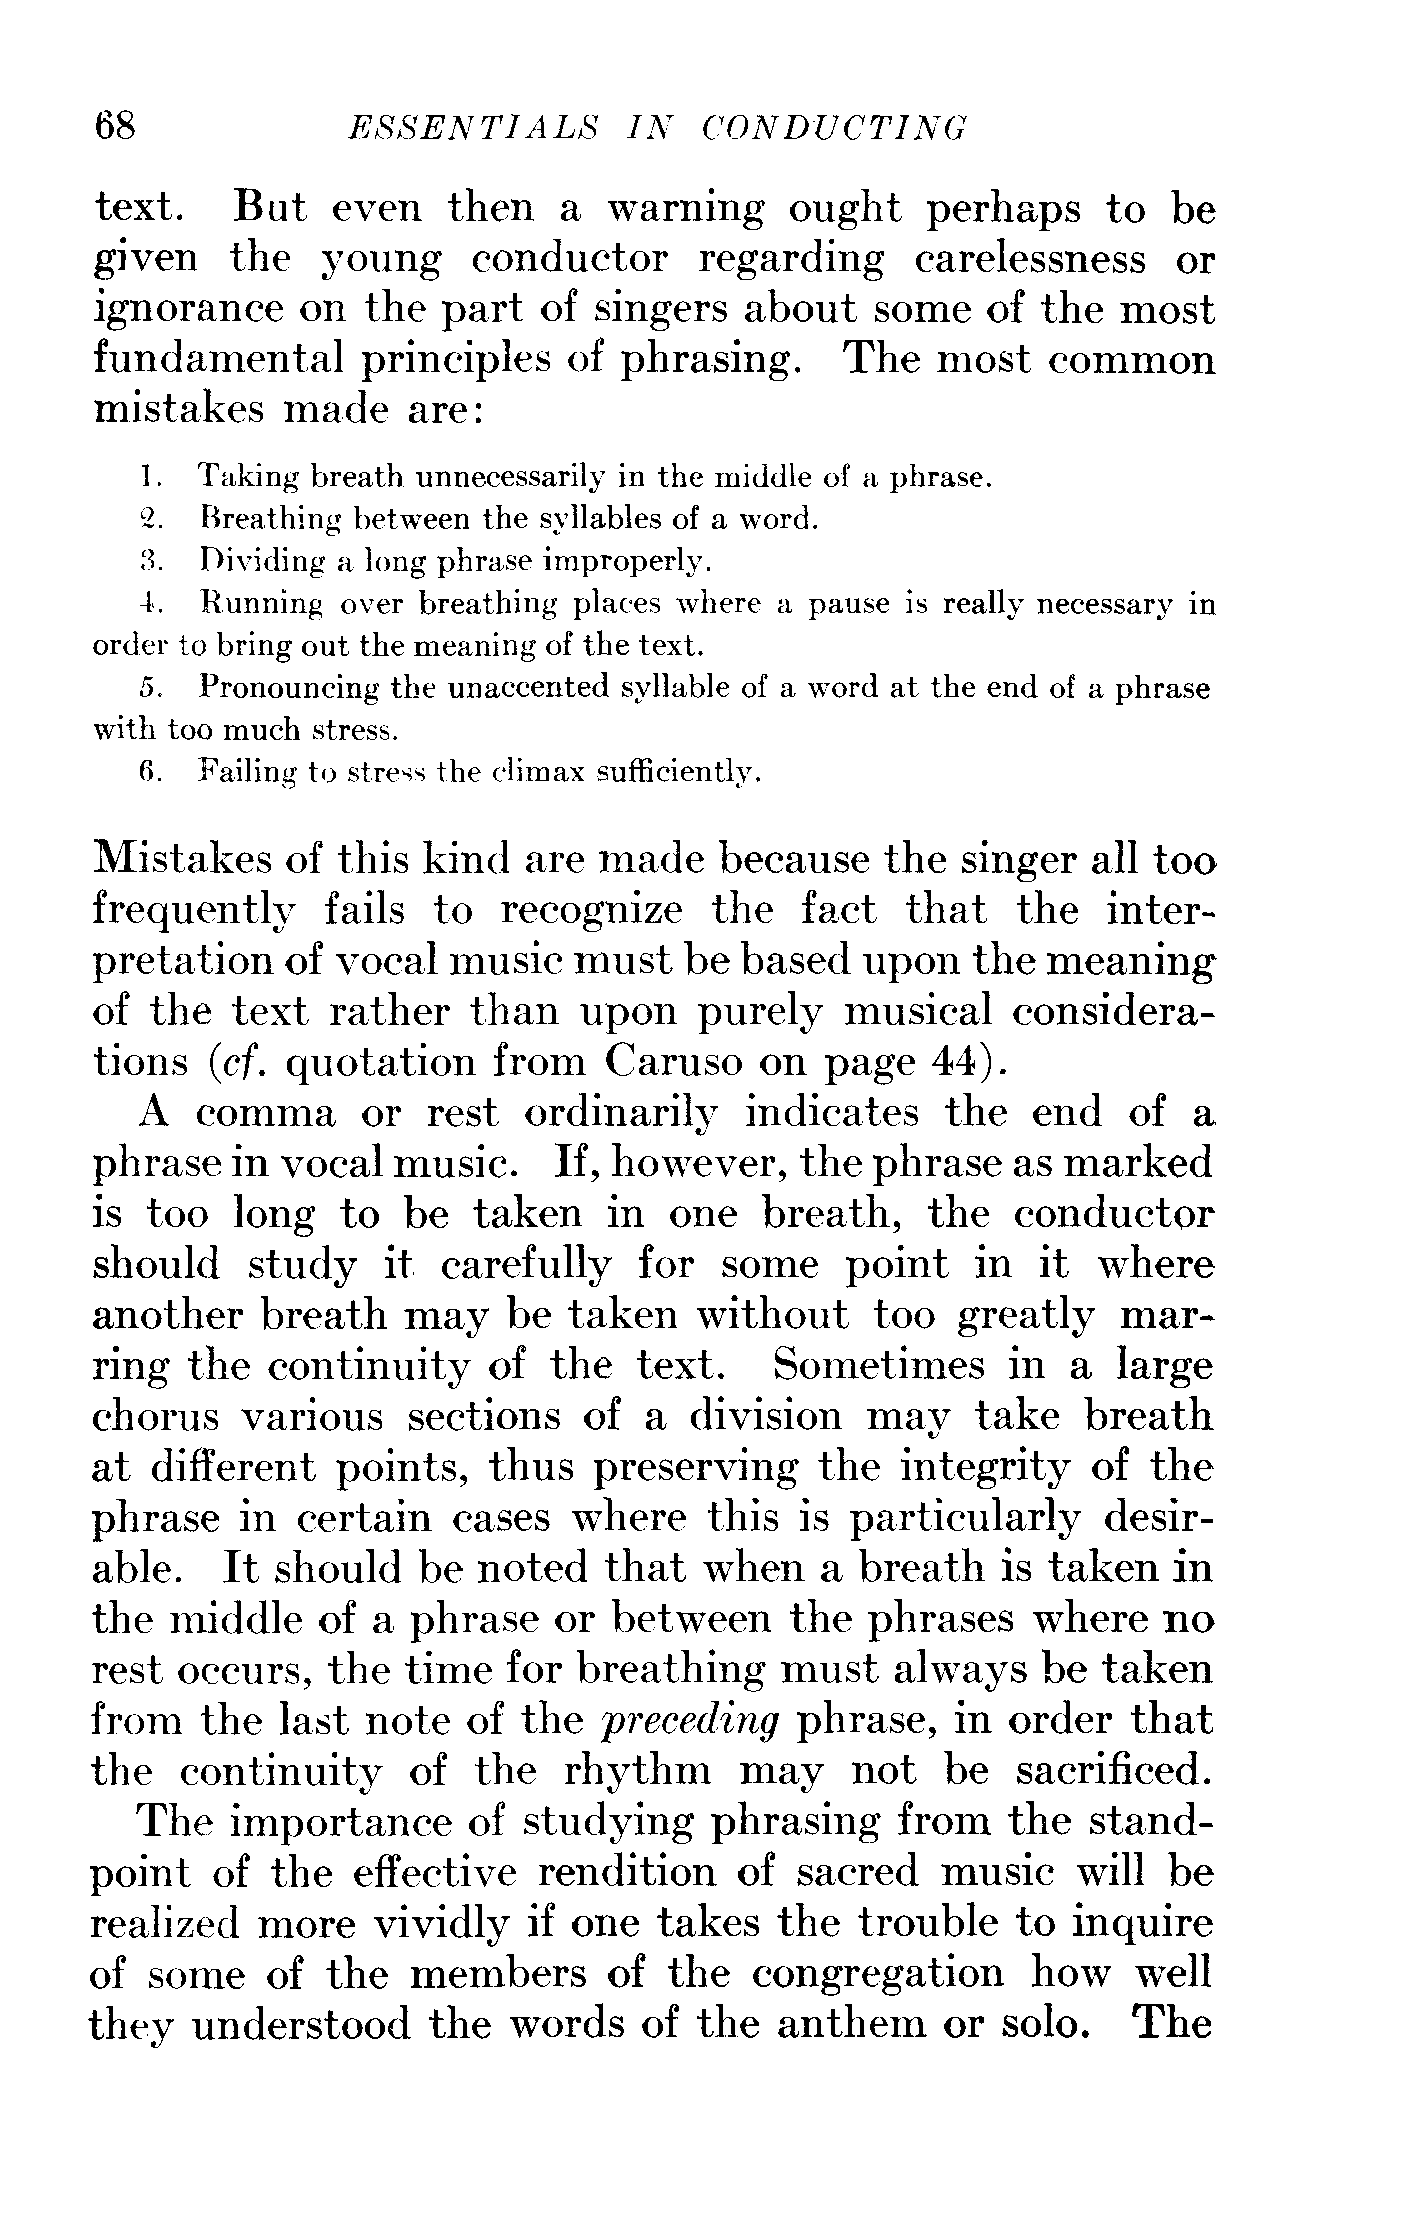 68 ESSENTIALS IN CONDUCTING
text. But even then a warning ought perhaps to be
given the young conductor regarding carelessness or
ignorance on the part of singers about some of the most
fundamental principles of phrasing. The most common
mistakes made are:
1. Taking breath unnecessarily in the middle of a phrase.
2. Breathing between the syllables of a word.
3. Dividing a long phrase improperly.
4. Running over breathing places where a pause is really necessary in
order to bring out the meaning of the text.
5. Pronouncing the unaccented syllable of a word at the end of a phrase
with too much stress.
6. Failing to stress the climax sufficiently.
Mistakes of this kind are made because the singer all too
frequently fails to recognize the fact that the inter-
pretation of vocal music must be based upon the meaning
of the text rather than upon purely musical considera-
tions (cf. quotation from Caruso on page 44).
A comma or rest ordinarily indicates the end of a
phrase in vocal music. If, however, the phrase as marked
is too long to be taken in one breath, the conductor
should study it carefully for some point in it where
another breath may be taken without too greatly mar-
ring the continuity of the text. Sometimes in a large
chorus various sections of a division may take breath
at different points, thus preserving the integrity of the
phrase in certain cases where this is particularly desir-
able. It should be noted that when a breath is taken in
the middle of a phrase or between the phrases where no
rest occurs, the time for breathing must always be taken
from the last note of the preceding phrase, in order that
the continuity of the rhythm may not be sacrificed.
The importance of studying phrasing from the stand-
point of the effective rendition of sacred music will be
realized more vividly if one takes the trouble to inquire
of some of the members of the congregation how well
they understood the words of the anthem or solo. The